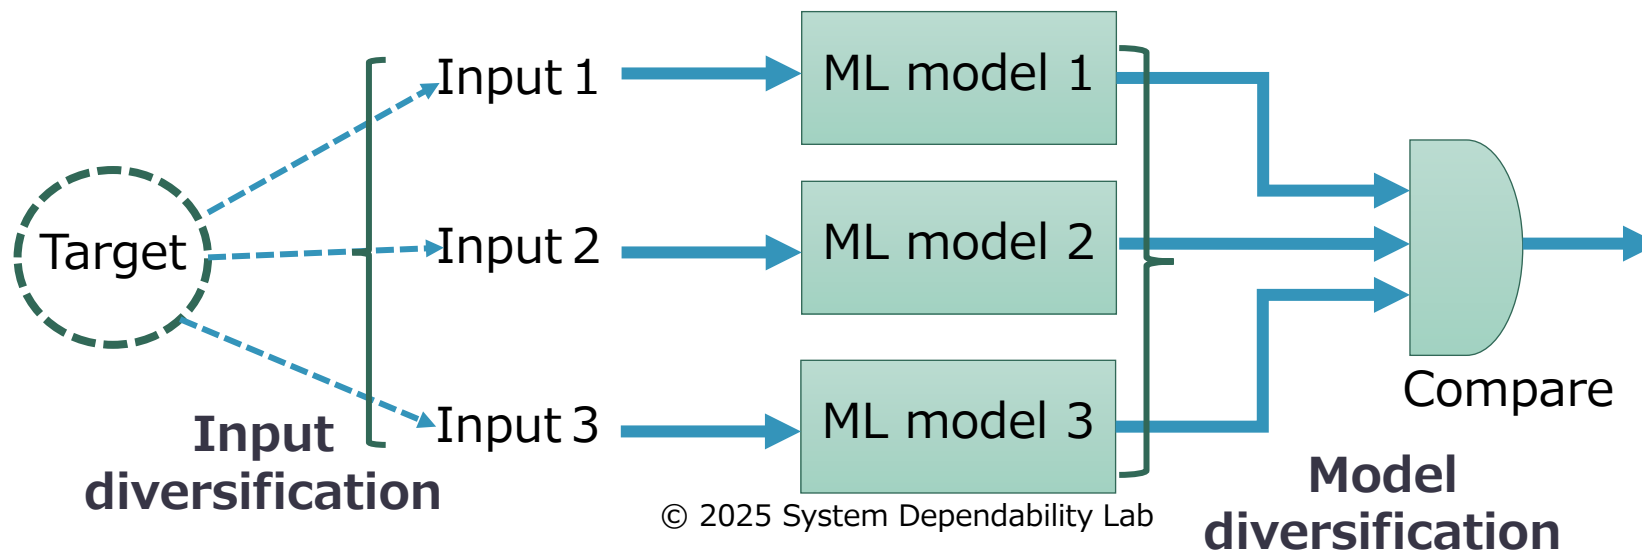 Target
Input 1
Input 2
Input 3
Input
diversification
ML model 1
ML model 2
ML model 3
Compare
Model
diversification
© 2025 System Dependability Lab